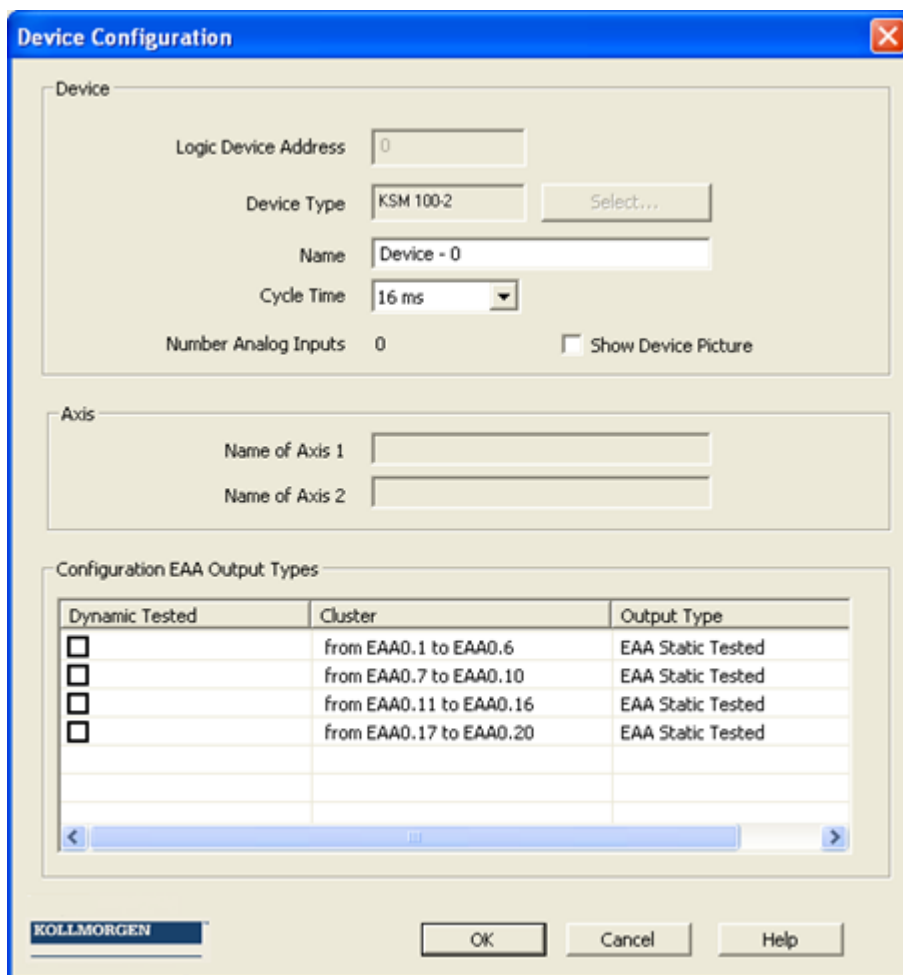 Device Configuration
Device
Logic Device Address 0
Device Type KSM 100-2 Select...
Name Device - 0
Cycle Time 16 ms
Number Analog Inputs 0 Show Device Picture
Axis
Name of Axis 1
Name of Axis 2
Configuration EAA Output Types
Dynamic Tested Cluster Output Type
from EAA0.1 to EAA0.6 EAA Static Tested
from EAA0.7 to EAA0.10 EAA Static Tested
from EAA0.11 to EAA0.16 EAA Static Tested
from EAA0.17 to EAA0.20 EAA Static Tested
KOLLMORGEN OK Cancel Help